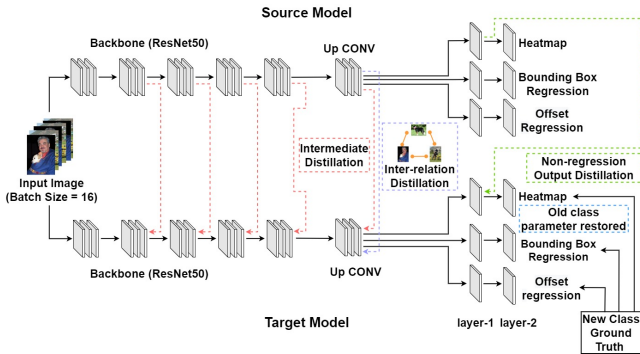 Source Model
Backbone (ResNet50)
Up CONV
Heatmap
Bounding Box
Regression
Offset
Regression
Input Image
(Batch Size = 16)
Intermediate
Distillation
Inter-relation
Distillation
Non-regression
Output Distillation
Heatmap
Old class
parameter restored
Bounding Box
Regression
Backbone (ResNet50)
Up CONV
Offset
regression
Target Model
layer-1 layer-2
New Class
Ground
Truth